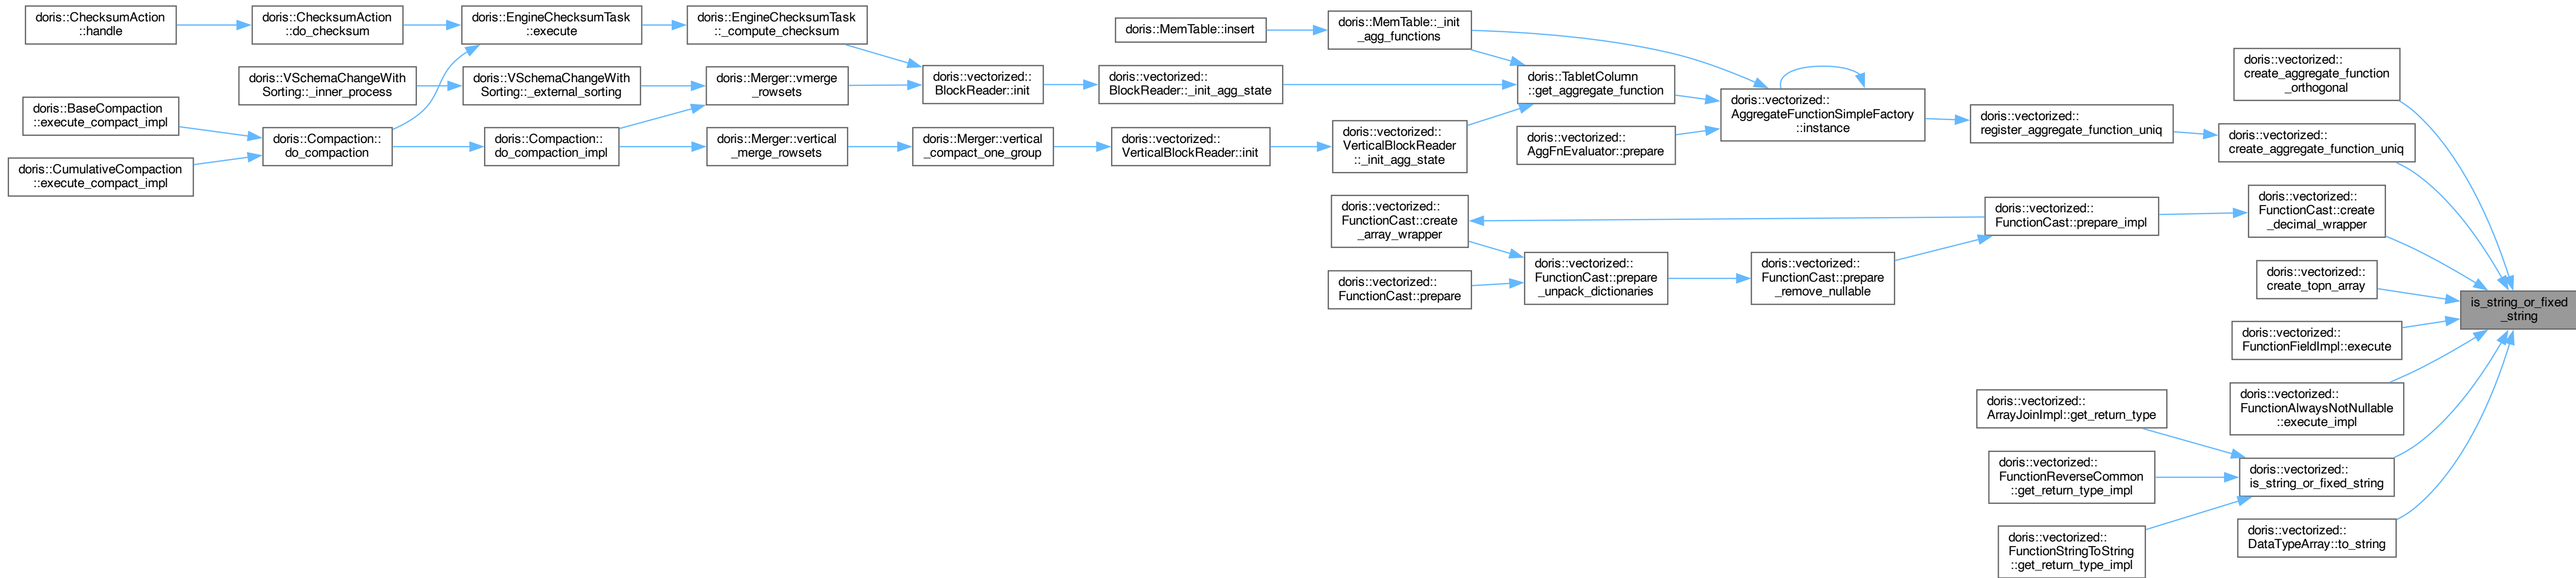 doris::ChecksumAction
::handle
doris::ChecksumAction
::do_checksum
doris::EngineChecksumTask
::execute
doris::EngineChecksumTask
::_compute_checksum
doris::MemTable::insert
doris::MemTable::_init
_agg_functions
doris::VSchemaChangeWith
Sorting::_inner_process
doris::VSchemaChangeWith
Sorting::_external_sorting
doris::Merger::vmerge
_rowsets
doris::vectorized::
BlockReader::init
doris::vectorized::
BlockReader::_init_agg_state
doris::TabletColumn
::get_aggregate_function
doris::vectorized::
AggregateFunctionSimpleFactory
::instance
doris::vectorized::
create_aggregate_function
_orthogonal
doris::BaseCompaction
::execute_compact_impl
doris::CumulativeCompaction
::execute_compact_impl
doris::Compaction::
do_compaction
doris::Compaction::
do_compaction_impl
doris::Merger::vertical
_merge_rowsets
doris::Merger::vertical
_compact_one_group
doris::vectorized::
VerticalBlockReader::init
doris::vectorized::
VerticalBlockReader
::_init_agg_state
doris::vectorized::
AggFnEvaluator::prepare
doris::vectorized::
register_aggregate_function_uniq
doris::vectorized::
create_aggregate_function_uniq
doris::vectorized::
FunctionCast::create
_array_wrapper
doris::vectorized::
FunctionCast::prepare_impl
doris::vectorized::
FunctionCast::create
_decimal_wrapper
doris::vectorized::
FunctionCast::prepare
doris::vectorized::
FunctionCast::prepare
_unpack_dictionaries
doris::vectorized::
FunctionCast::prepare
_remove_nullable
doris::vectorized::
create_topn_array
is_string_or_fixed
_string
doris::vectorized::
FunctionFieldImpl::execute
doris::vectorized::
FunctionAlwaysNotNullable
::execute_impl
doris::vectorized::
ArrayJoinImpl::get_return_type
doris::vectorized::
FunctionReverseCommon
::get_return_type_impl
doris::vectorized::
is_string_or_fixed_string
doris::vectorized::
FunctionStringToString
::get_return_type_impl
doris::vectorized::
DataTypeArray::to_string